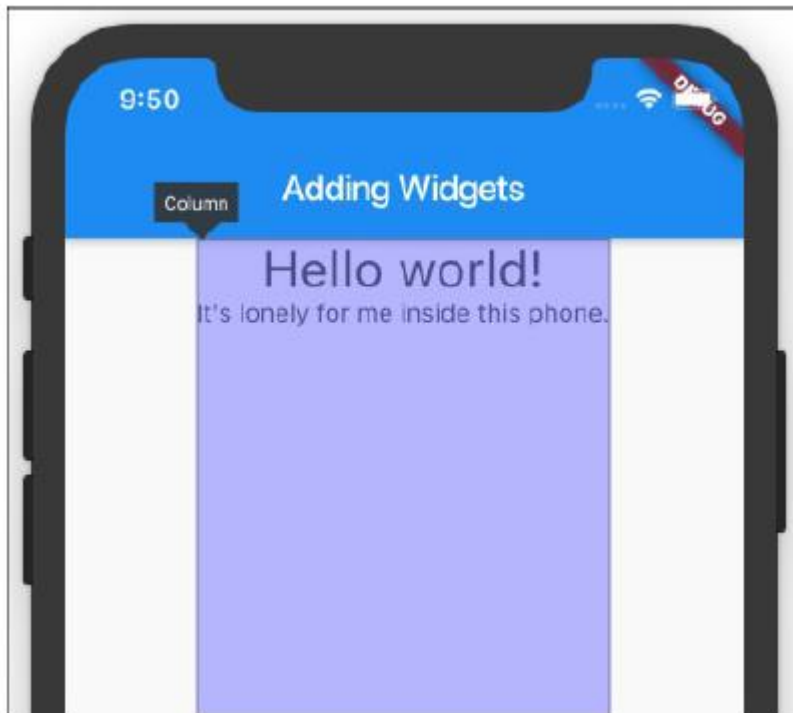 9:50
DEBUG
Adding Widgets
Column
Hello world!
It's lonely for me inside this phone.